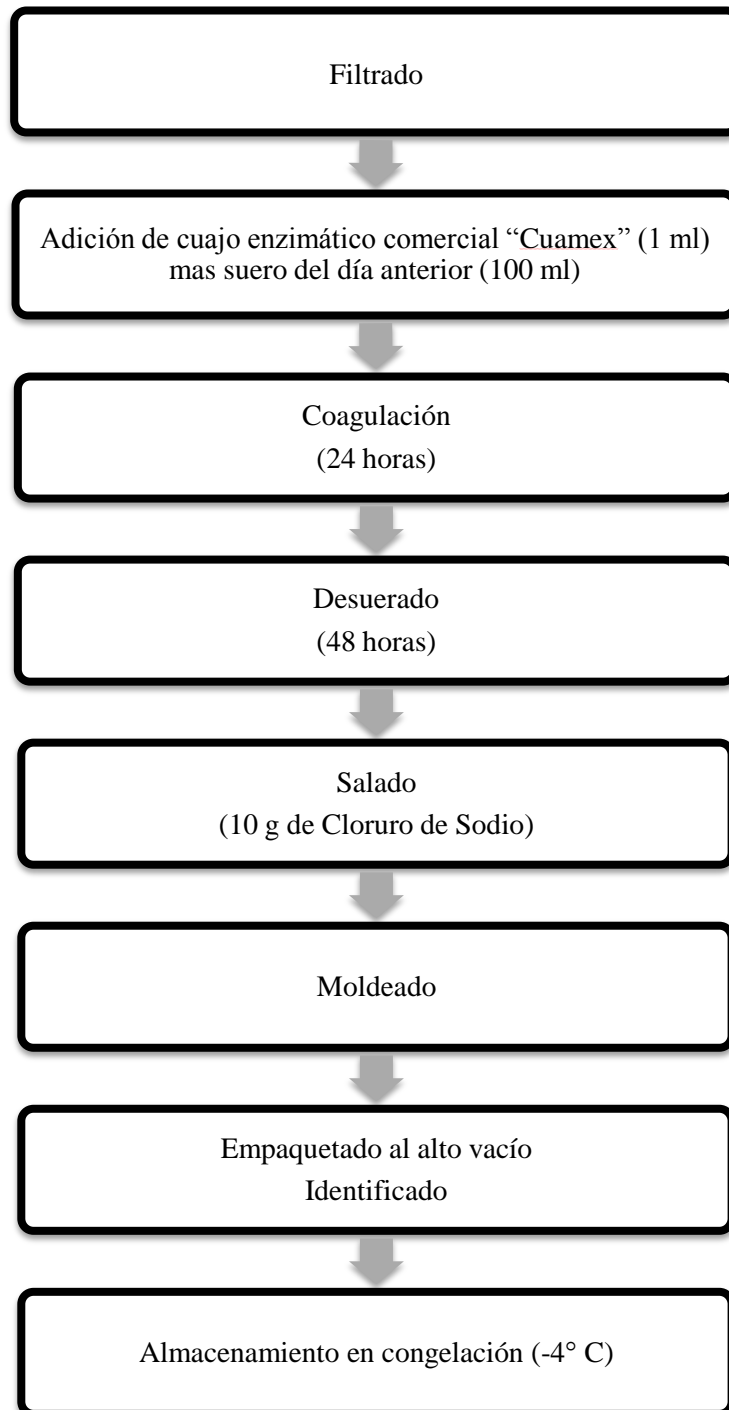 Filtrado
Adición de cuajo enzimático comercial “Cuamex” (1 ml)
mas suero del día anterior (100 ml)
Coagulación
(24 horas)
Desuerado
(48 horas)
Salado
(10 g de Cloruro de Sodio)
Moldeado
Empaquetado al alto vacío
Identificado
Almacenamiento en congelación (-4° C)